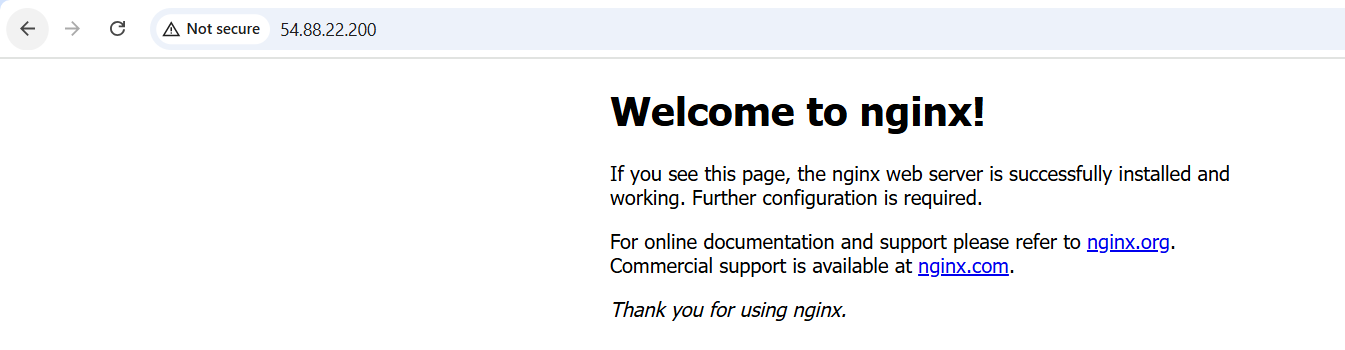 Not secure 54.88.22.200
Welcome to nginx!
If you see this page, the nginx web server is successfully installed and
working. Further configuration is required.
For online documentation and support please refer to nginx.org.
Commercial support is available at nginx.com.
Thank you for using nginx.